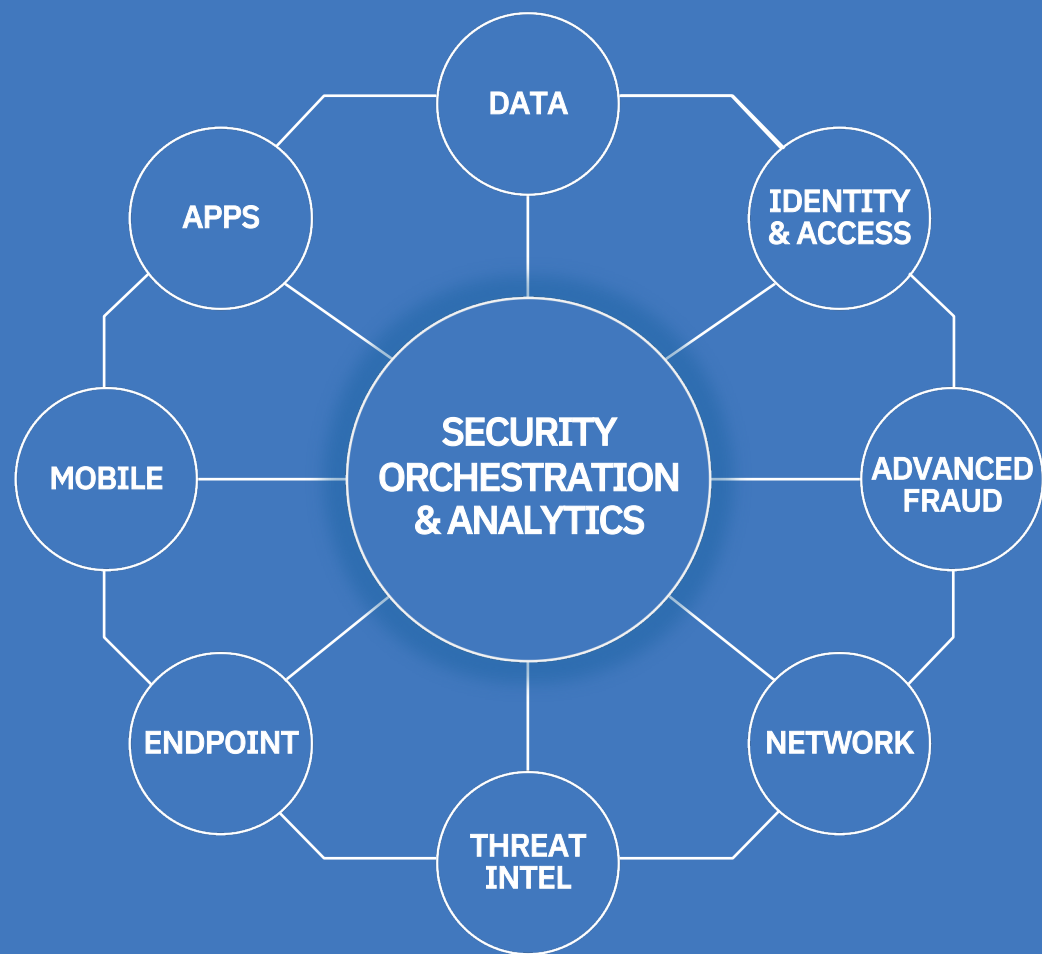 DATA
APPS
IDENTITY
& ACCESS
SECURITY
ORCHESTRATION
& ANALYTICS
MOBILE
ADVANCED
FRAUD
ENDPOINT
NETWORK
THREAT
INTEL